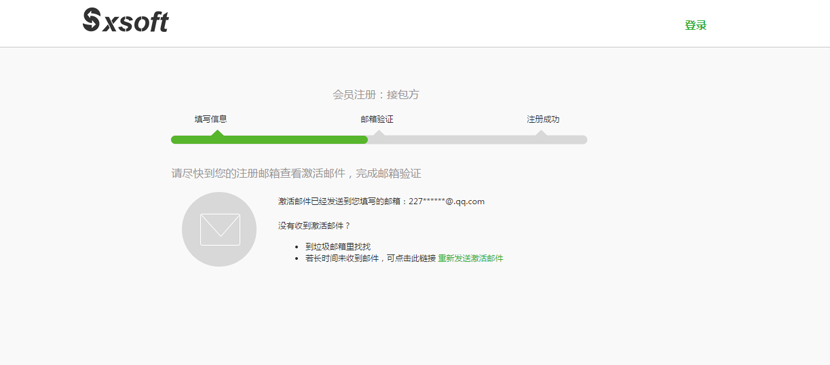 Sxsoft
登录
会员注册：接包方
填写信息 邮箱验证 注册成功
请尽快到您的注册邮箱查看激活邮件，完成邮箱验证
激活邮件已经发送到您填写的邮箱：227******@.qq.com
没有收到激活邮件？
到垃圾邮箱里找找
若长时间未收到邮件，可点击此链接 重新发送激活邮件